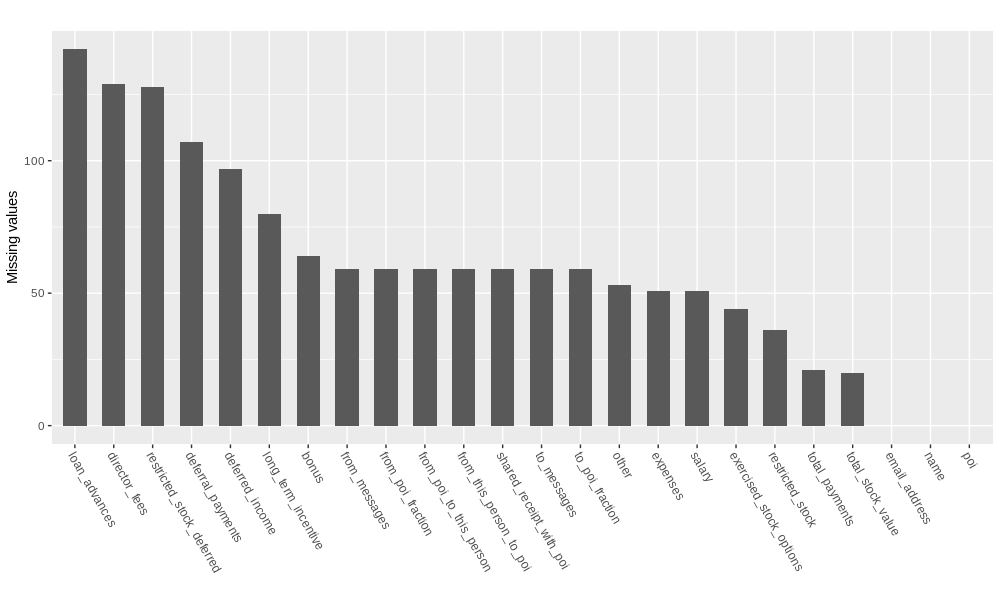 Missing values
100
50
0
loan_advances
director_fees
restricted_stock_deferred
deferral_payments
deferred_income
long_term_incentive
bonus
from_messages
from_poi_fraction
from_poi_to_this_person
from_this_person_to_poi
shared_receipt_with_poi
to_messages
to_poi_fraction
other
expenses
salary
exercised_stock_options
restricted_stock
total_payments
total_stock_value
email_address
name
poi